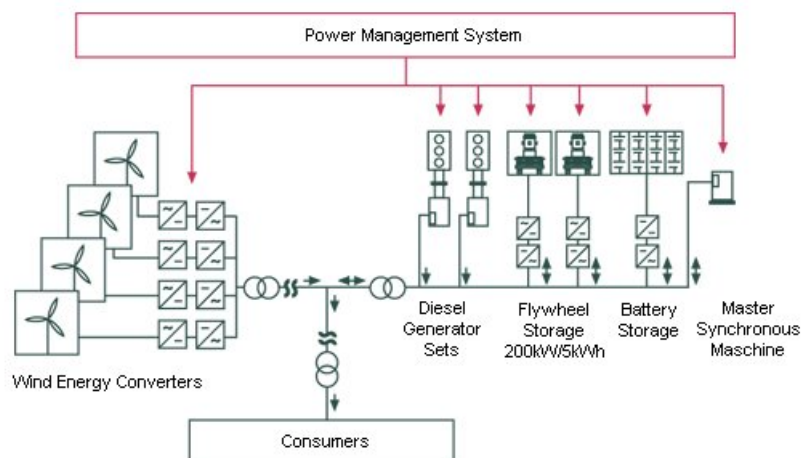 Power Management System
Diesel
Generator
Sets
Flywheel
Storage
200kW/5kWh
Battery
Storage
Master
Synchronous
Maschine
Wind Energy Converters
Consumers